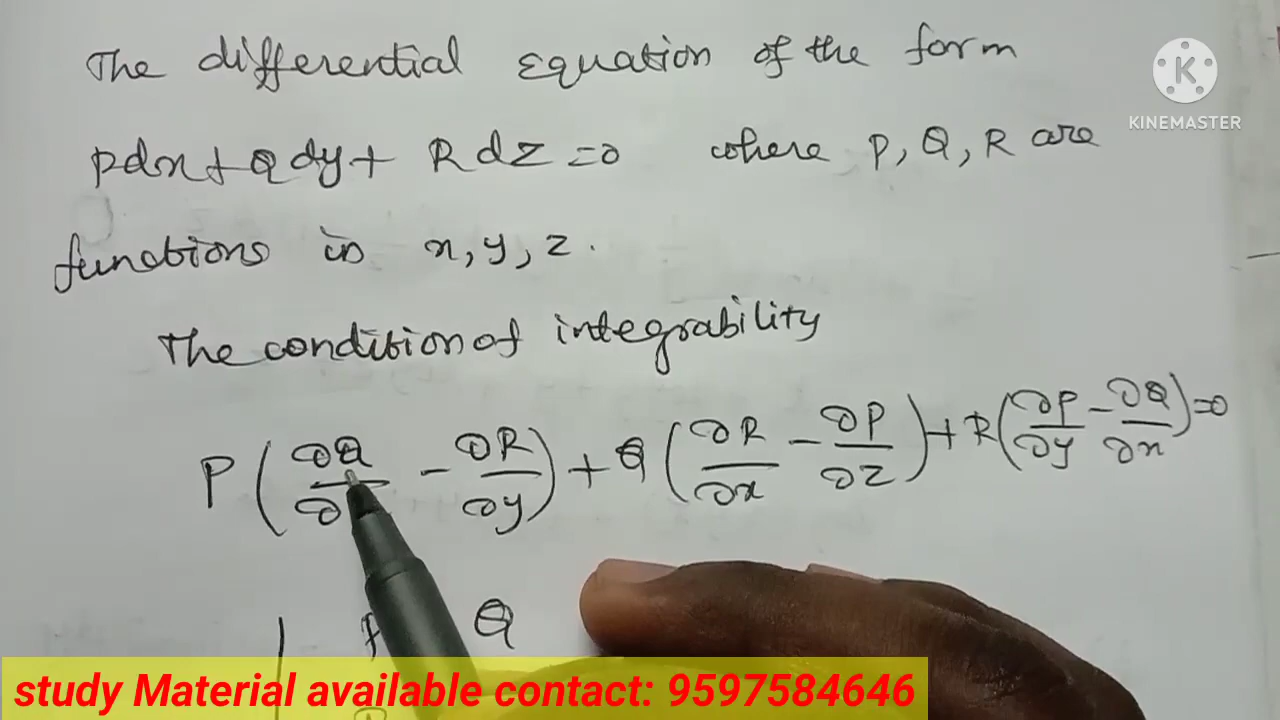 The differential Equation of the form
KINEMASTER
Pdx+Qdy+ Rdz=0 where P, Q, R are
functions in x, y, z.
The condition of integrability
P(∂Q/∂ - ∂R/∂y) + Q(∂R/∂x - ∂P/∂z) + R(∂P/∂y - ∂Q/∂x)=0
P Q
study Material available contact: 9597584646